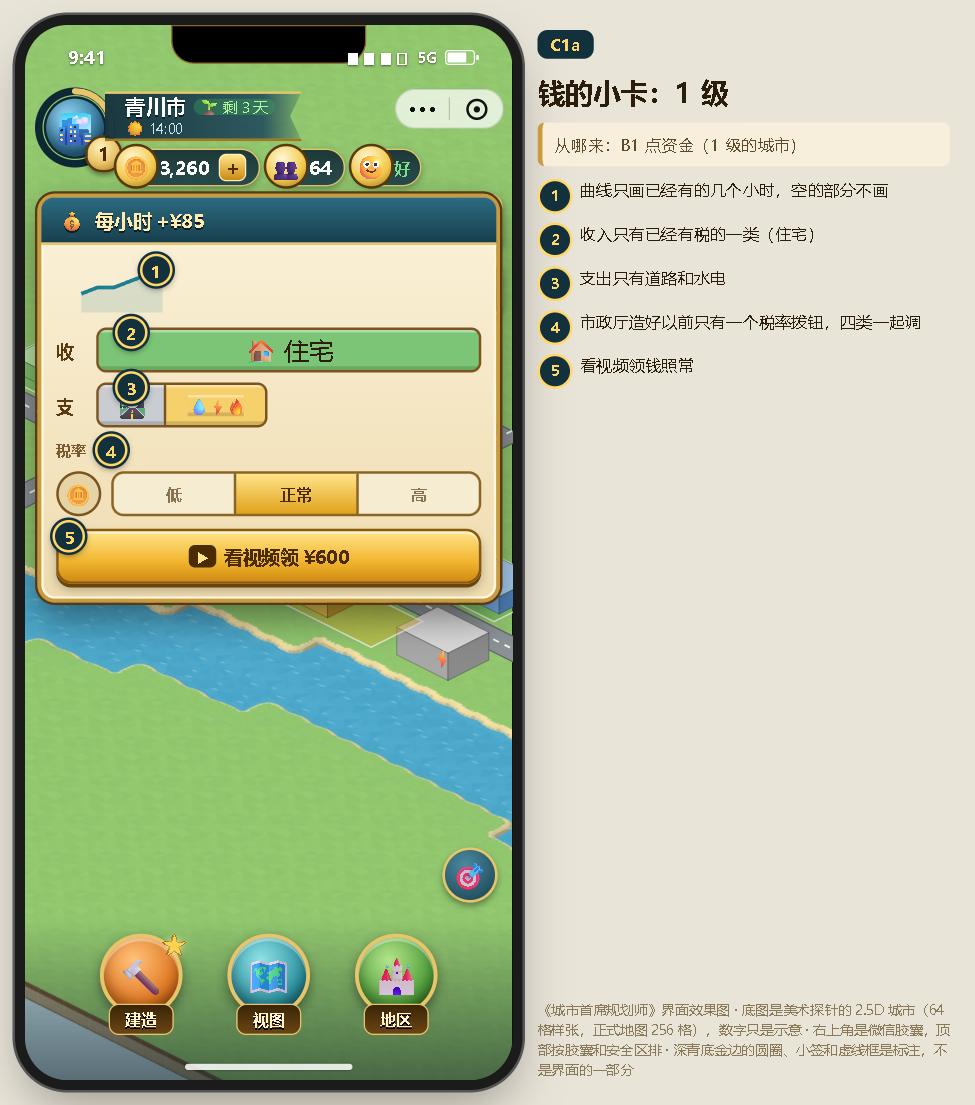 9:41
5G
青川市
剩 3 天
14:00
1
3,260
+
64
好
每小时 +¥85
1
2
收
住宅
3
支
税率
4
低
正常
高
5
看视频领 ¥600
建造
视图
地区
C1a
钱的小卡：1 级
从哪来：B1 点资金（1 级的城市）
1 曲线只画已经有的几个小时，空的部分不画
2 收入只有已经有税的一类（住宅）
3 支出只有道路和水电
4 市政厅造好以前只有一个税率拨钮，四类一起调
5 看视频领钱照常
《城市首席规划师》界面效果图 · 底图是美术探针的 2.5D 城市（64
格样张，正式地图 256 格），数字只是示意 · 右上角是微信胶囊，顶
部按胶囊和安全区排 · 深青底金边的圆圈、小签和虚线框是标注，不
是界面的一部分